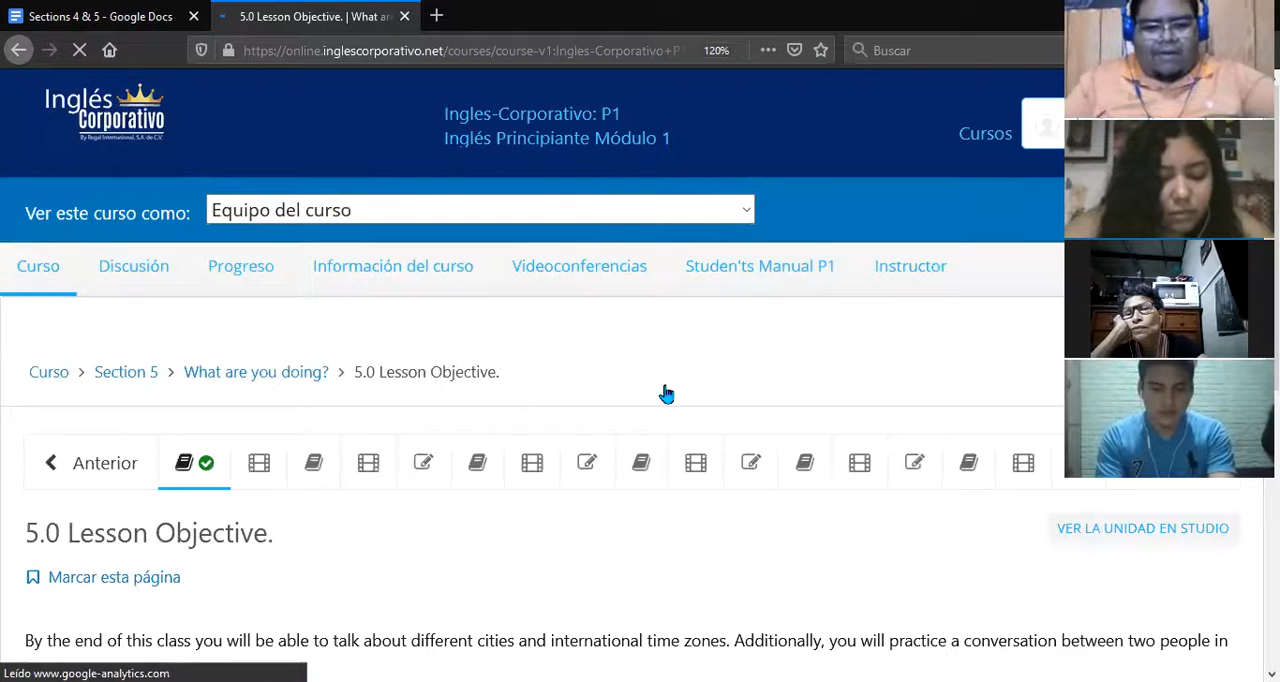 Sections 4 & 5 - Google Docs
5.0 Lesson Objective. | What are
https://online.inglescorporativo.net/courses/course-v1:Ingles-Corporativo+P
120%
Buscar
Inglés
Corporativo
By Regal International, S.A. de C.V.
Ingles-Corporativo: P1
Inglés Principiante Módulo 1
Cursos
Ver este curso como:
Equipo del curso
Curso
Discusión
Progreso
Información del curso
Videoconferencias
Studen'ts Manual P1
Instructor
Curso > Section 5 > What are you doing? > 5.0 Lesson Objective.
Anterior
5.0 Lesson Objective.
VER LA UNIDAD EN STUDIO
Marcar esta página
By the end of this class you will be able to talk about different cities and international time zones. Additionally, you will practice a conversation between two people in
Leído www.google-analytics.com